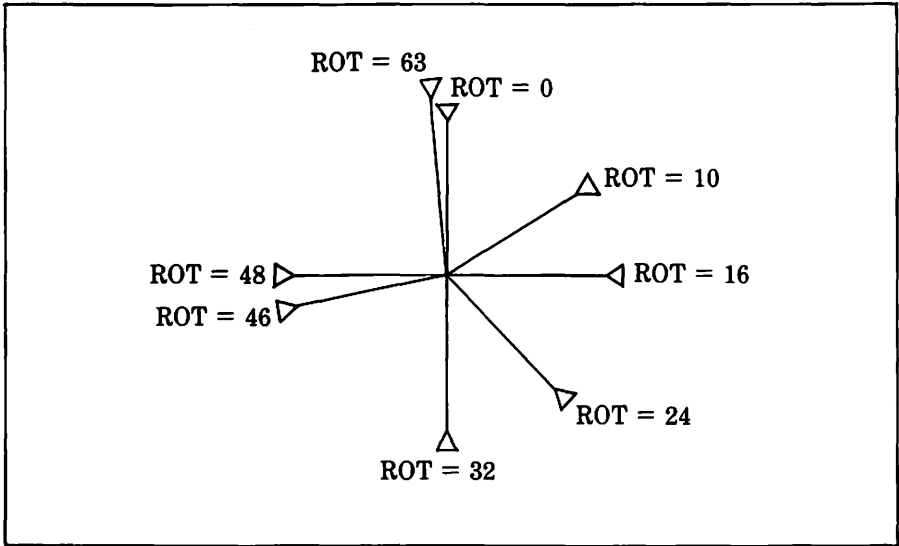 ROT = 63
ROT = 0
ROT = 10
ROT = 48
ROT = 16
ROT = 46
ROT = 24
ROT = 32